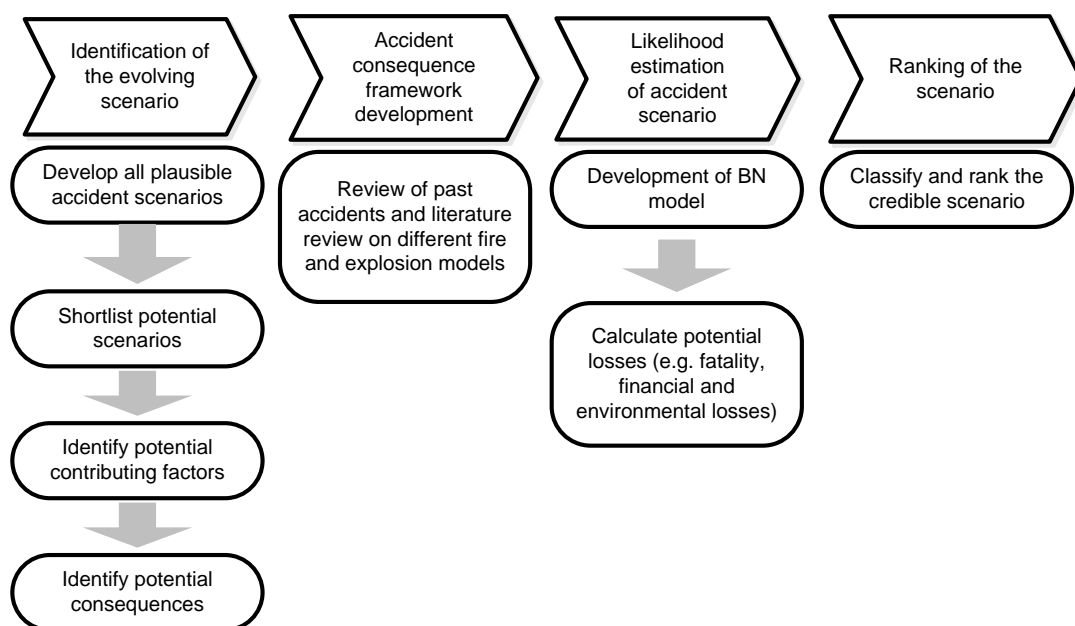 Identification of
the evolving
scenario
Accident
consequence
framework
development
Likelihood
estimation
of accident
scenario
Ranking of the
scenario
Develop all plausible
accident scenarios
Shortlist potential
scenarios
Identify potential
contributing factors
Identify potential
consequences
Review of past
accidents and literature
review on different fire
and explosion models
Development of BN
model
Calculate potential
losses (e.g. fatality,
financial and
environmental losses)
Classify and rank the
credible scenario